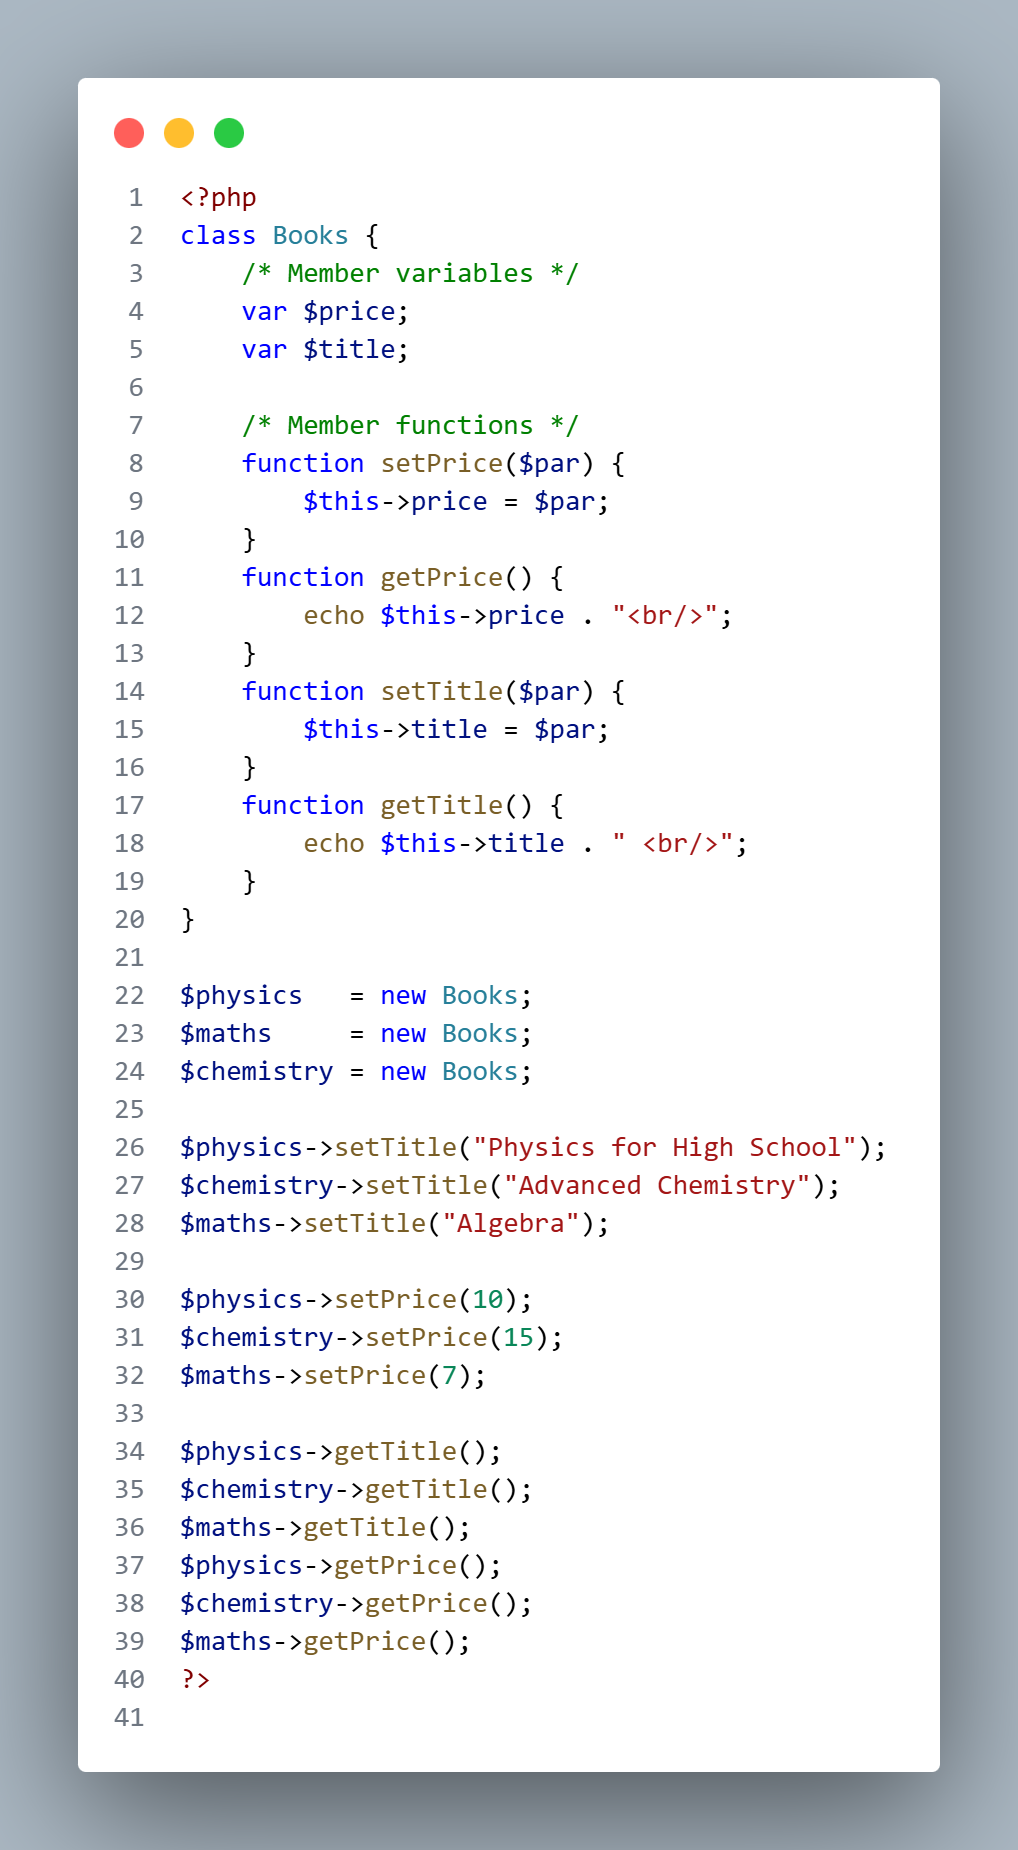 1 <?php
2 class Books {
3     /* Member variables */
4     var $price;
5     var $title;
6
7     /* Member functions */
8     function setPrice($par) {
9         $this->price = $par;
10     }
11     function getPrice() {
12         echo $this->price . "<br/>";
13     }
14     function setTitle($par) {
15         $this->title = $par;
16     }
17     function getTitle() {
18         echo $this->title . " <br/>";
19     }
20 }
21
22 $physics   = new Books;
23 $maths     = new Books;
24 $chemistry = new Books;
25
26 $physics->setTitle("Physics for High School");
27 $chemistry->setTitle("Advanced Chemistry");
28 $maths->setTitle("Algebra");
29
30 $physics->setPrice(10);
31 $chemistry->setPrice(15);
32 $maths->setPrice(7);
33
34 $physics->getTitle();
35 $chemistry->getTitle();
36 $maths->getTitle();
37 $physics->getPrice();
38 $chemistry->getPrice();
39 $maths->getPrice();
40 ?>
41